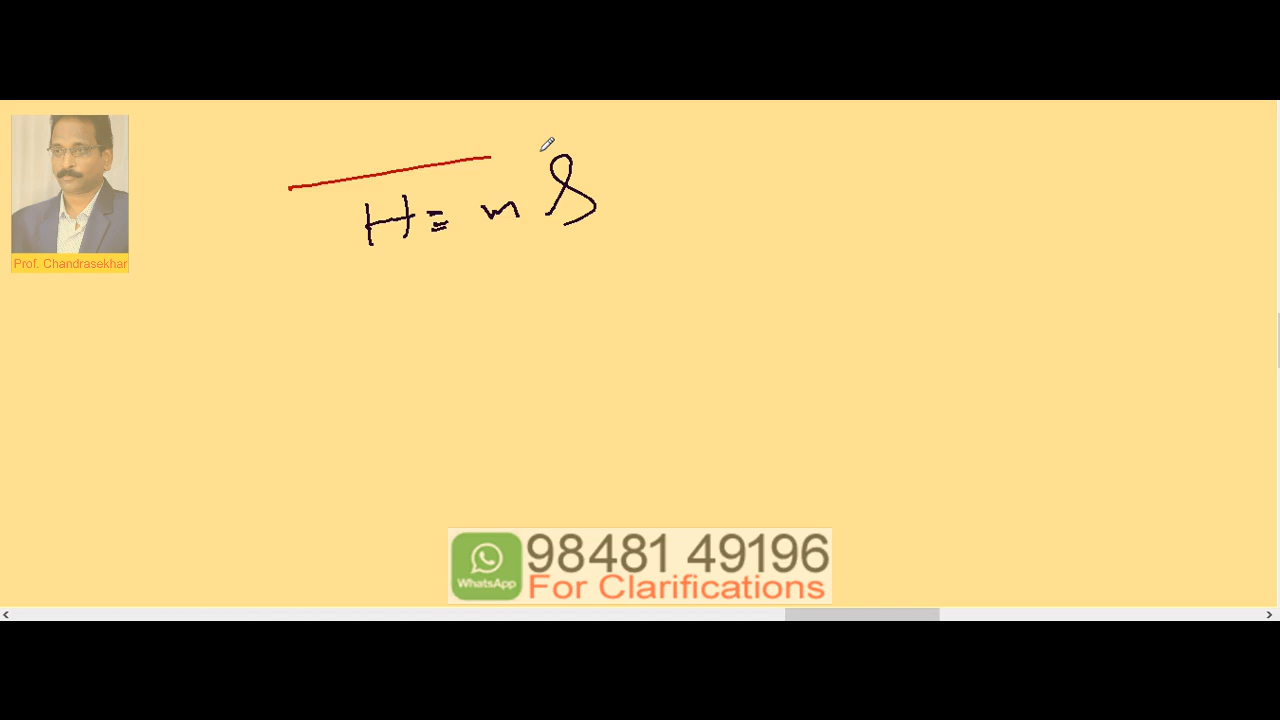 H = m S
Prof. Chandrasekhar
WhatsApp
98481 49196
For Clarifications